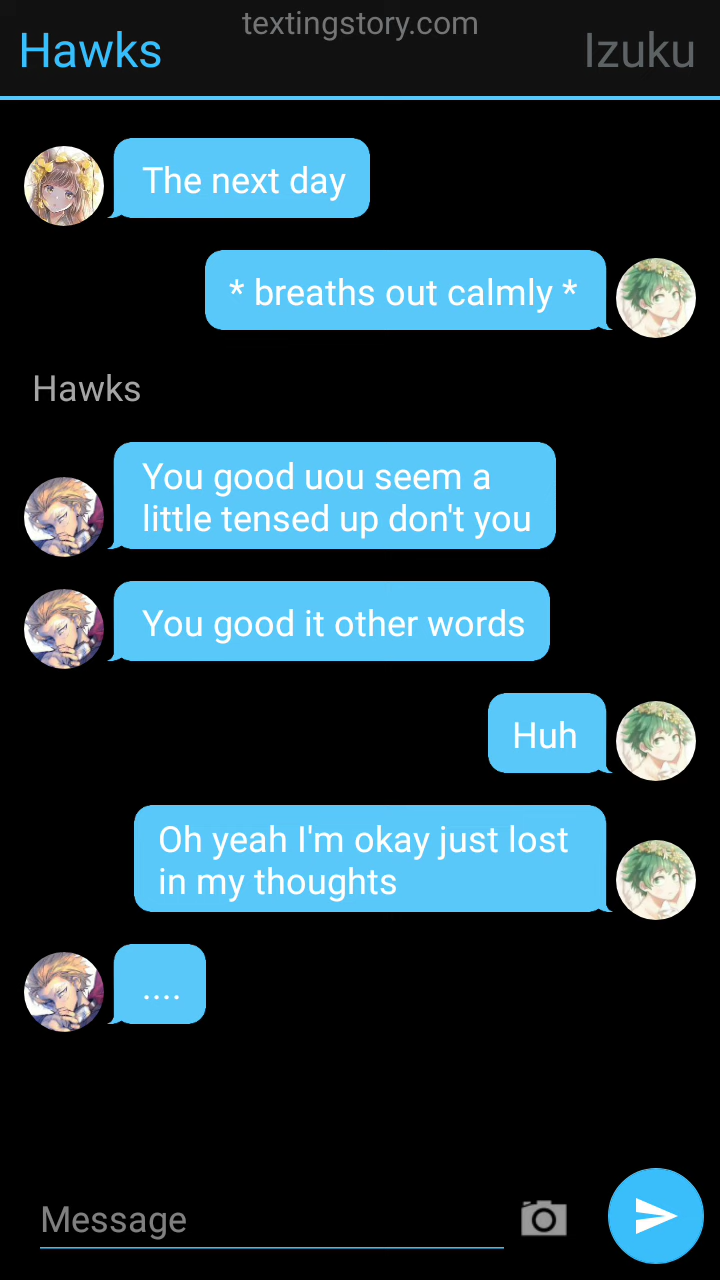 textingstory.com
Hawks
Izuku
The next day
* breaths out calmly *
Hawks
You good uou seem a
little tensed up don't you
You good it other words
Huh
Oh yeah I'm okay just lost
in my thoughts
....
Message